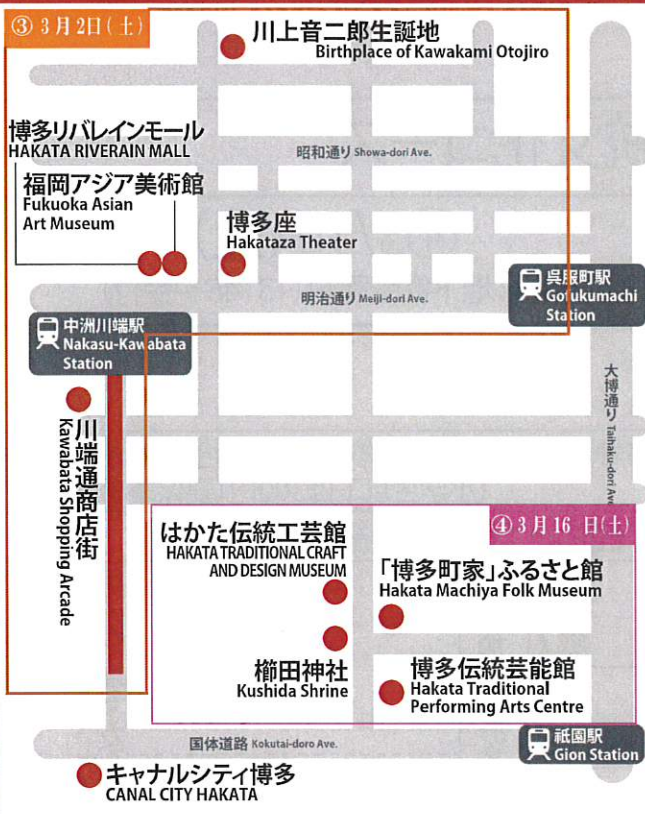 ③ 3月2日(土)
川上音二郎生誕地
Birthplace of Kawakami Otojiro
博多リバレインモール
HAKATA RIVERAIN MALL
昭和通り Showa-dori Ave.
福岡アジア美術館
Fukuoka Asian
Art Museum
博多座
Hakataza Theater
呉服町駅
Gofukumachi
Station
明治通り Meiji-dori Ave.
中洲川端駅
Nakasu-Kawabata
Station
大博通り Taihaku-dori Ave.
川端通商店街
Kawabata Shopping Arcade
④ 3月16日(土)
はかた伝統工芸館
HAKATA TRADITIONAL CRAFT
AND DESIGN MUSEUM
「博多町家」ふるさと館
Hakata Machiya Folk Museum
櫛田神社
Kushida Shrine
博多伝統芸能館
Hakata Traditional
Performing Arts Centre
国体道路 Kokutai-doro Ave.
祇園駅
Gion Station
キャナルシティ博多
CANAL CITY HAKATA